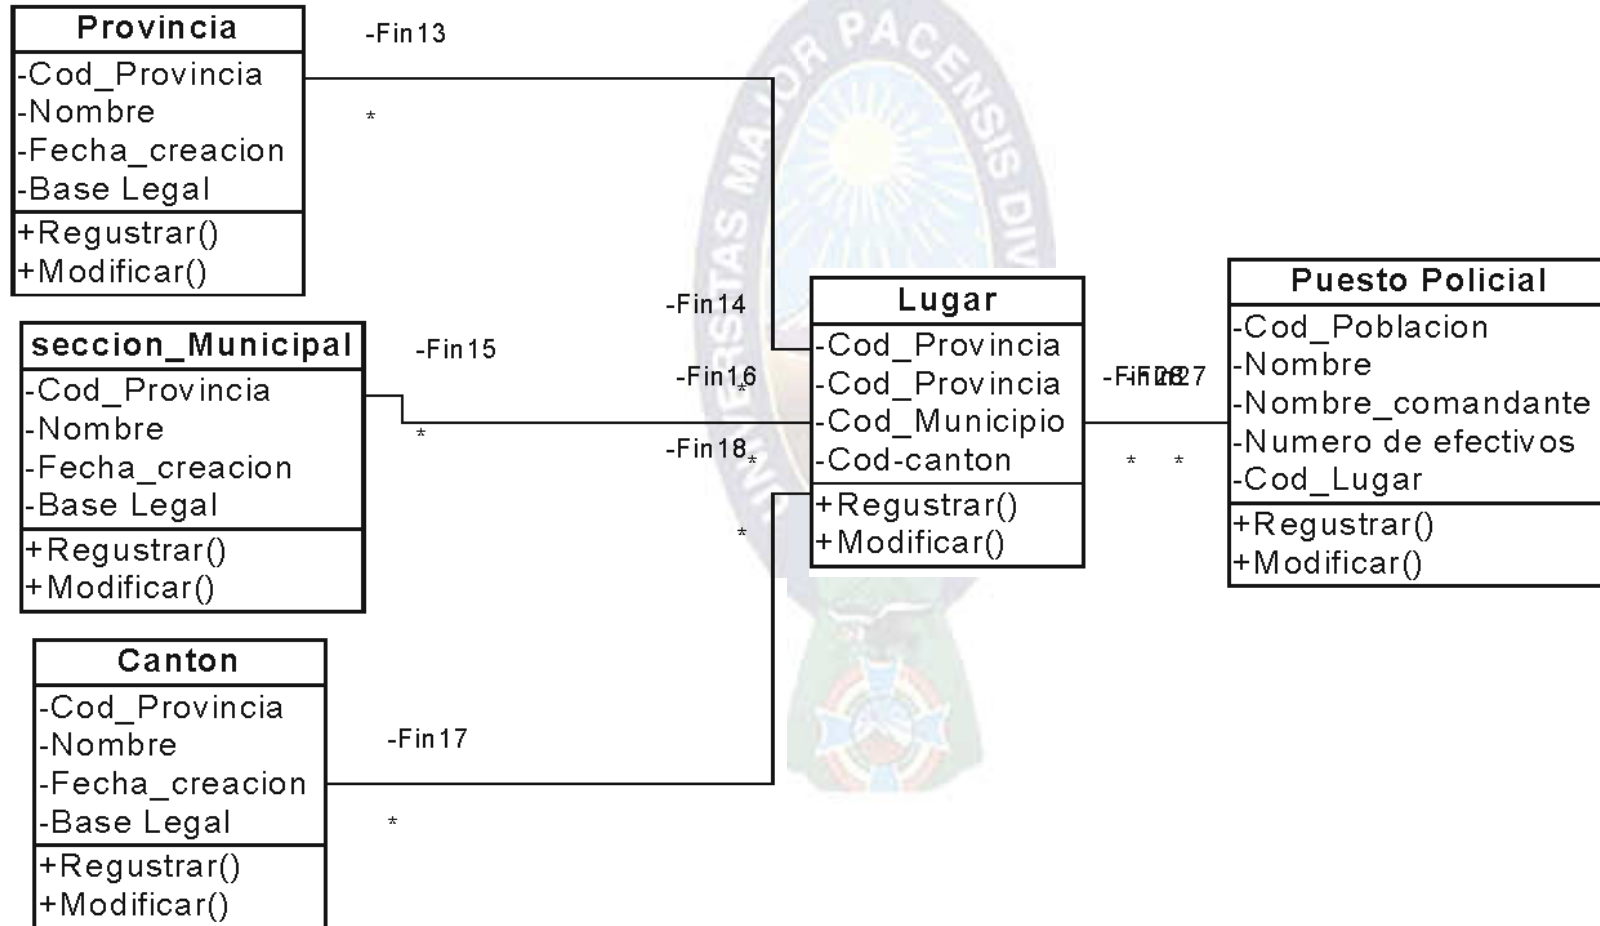 Provincia
-Cod_Provincia
-Nombre
-Fecha_creacion
-Base Legal
+Regustrar()
+Modificar()
-Fin13
*
seccion_Municipal
-Cod_Provincia
-Nombre
-Fecha_creacion
-Base Legal
+Regustrar()
+Modificar()
-Fin15
*
Canton
-Cod_Provincia
-Nombre
-Fecha_creacion
-Base Legal
+Regustrar()
+Modificar()
-Fin17
*
-Fin14
*
-Fin16
*
-Fin18
*
Lugar
-Cod_Provincia
-Cod_Provincia
-Cod_Municipio
-Cod-canton
+Regustrar()
+Modificar()
* *
Puesto Policial
-Cod_Poblacion
-Nombre
-Nombre_comandante
-Numero de efectivos
-Cod_Lugar
+Regustrar()
+Modificar()
MAJOR PACENSIS